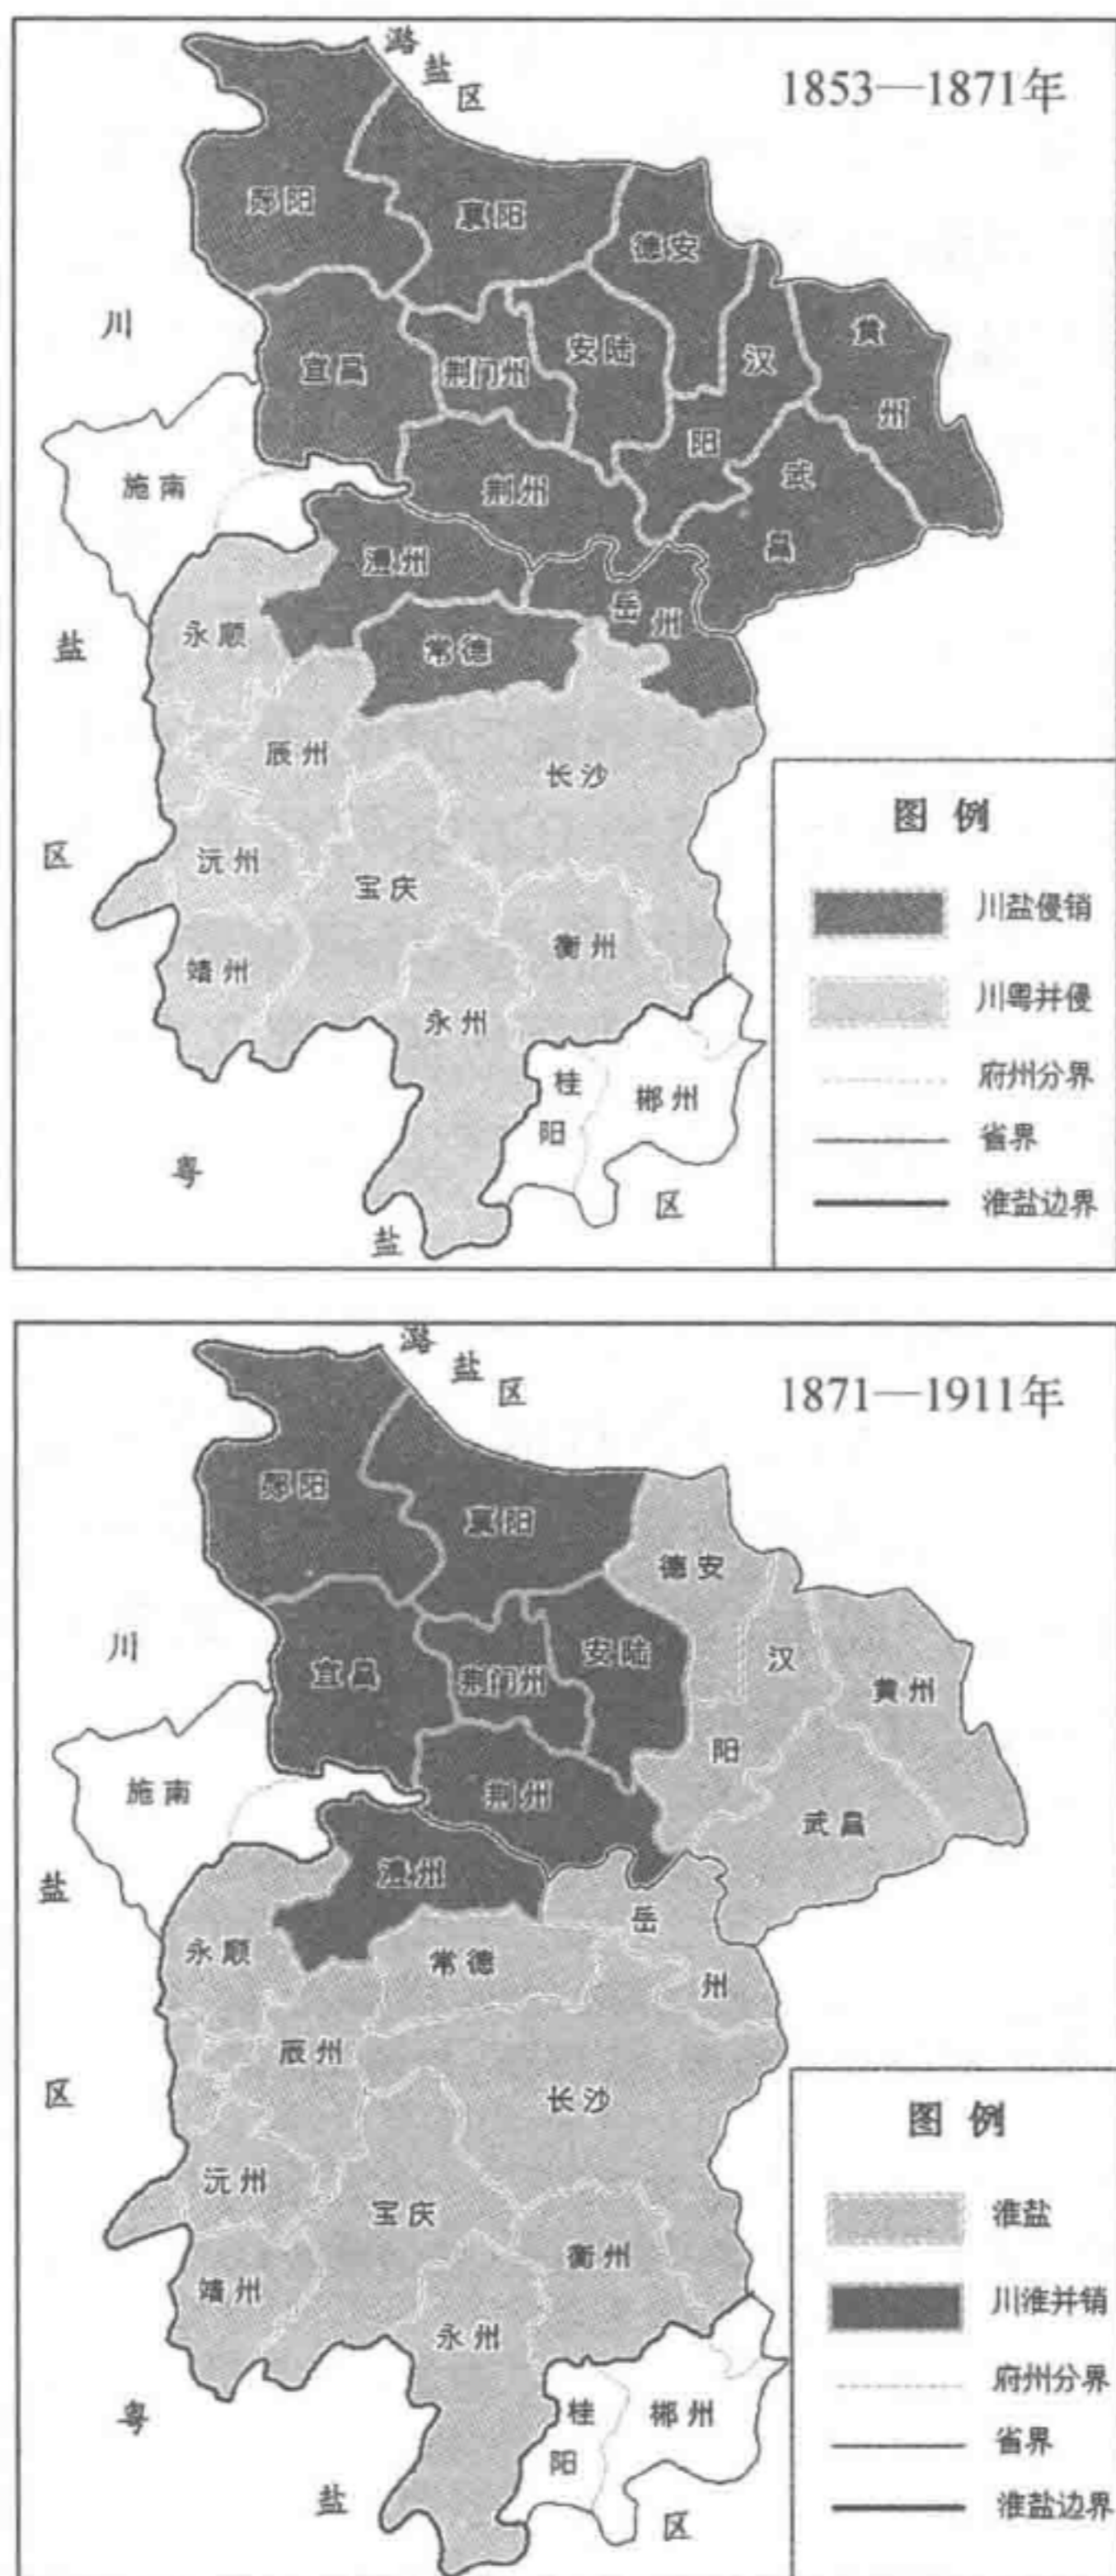 1853—1871年
潞盐区
郧阳
襄阳
德安
川
宜昌
荆门州
安陆
汉阳
黄州
施南
荆州
武昌
澧州
岳州
永顺
常德
盐
辰州
长沙
区
沅州
宝庆
衡州
靖州
永州
桂阳
郴州
粤
盐
区
图例
川盐侵销
川粤并侵
府州分界
省界
淮盐边界
1871—1911年
潞盐区
郧阳
襄阳
德安
川
宜昌
荆门州
安陆
汉阳
黄州
施南
荆州
武昌
澧州
盐
岳州
永顺
常德
辰州
区
长沙
沅州
宝庆
衡州
靖州
永州
桂阳
郴州
粤
盐
区
图例
淮盐
川淮并销
府州分界
省界
淮盐边界